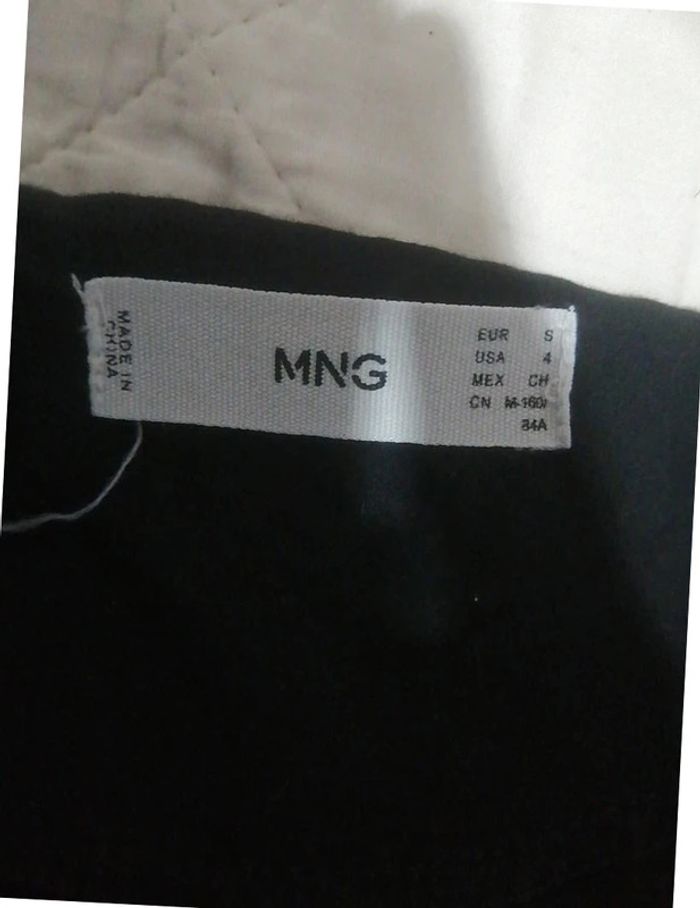 MADE IN
CHINA
MNG
EUR S
USA 4
MEX CH
CN M-160/
84A